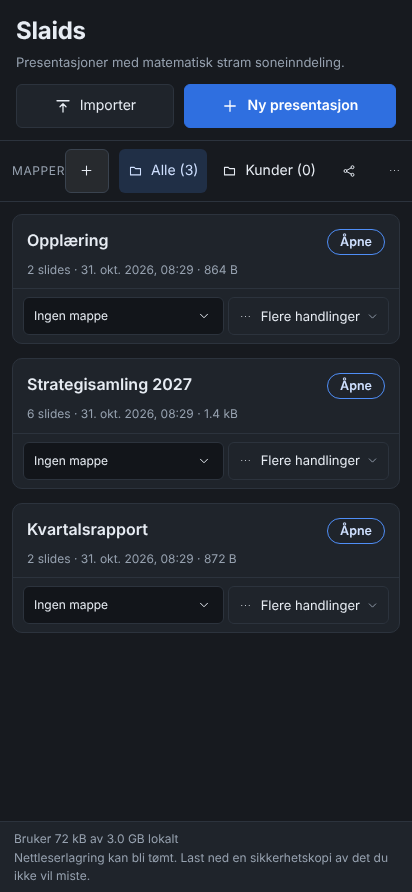 Slaids
Presentasjoner med matematisk stram soneinndeling.
Importer
Ny presentasjon
MAPPER
Alle (3)
Kunder (0)
Opplæring
Åpne
2 slides · 31. okt. 2026, 08:29 · 864 B
Ingen mappe
Flere handlinger
Strategisamling 2027
Åpne
6 slides · 31. okt. 2026, 08:29 · 1.4 kB
Ingen mappe
Flere handlinger
Kvartalsrapport
Åpne
2 slides · 31. okt. 2026, 08:29 · 872 B
Ingen mappe
Flere handlinger
Bruker 72 kB av 3.0 GB lokalt
Nettleserlagring kan bli tømt. Last ned en sikkerhetskopi av det du
ikke vil miste.